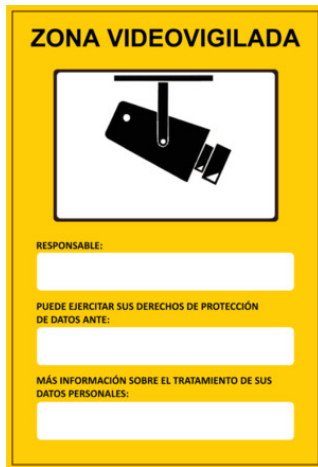 ZONA VIDEOVIGILADA
RESPONSABLE:
PUEDE EJERCITAR SUS DERECHOS DE PROTECCIÓN
DE DATOS ANTE:
MÁS INFORMACIÓN SOBRE EL TRATAMIENTO DE SUS
DATOS PERSONALES: